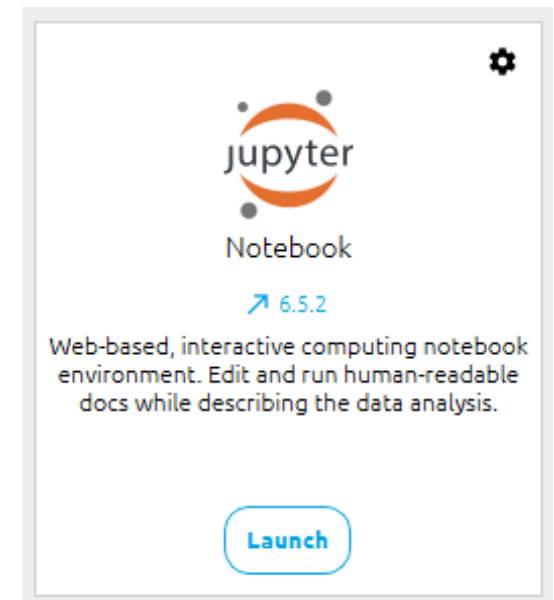 jupyter
Notebook
6.5.2
Web-based, interactive computing notebook
environment. Edit and run human-readable
docs while describing the data analysis.
Launch